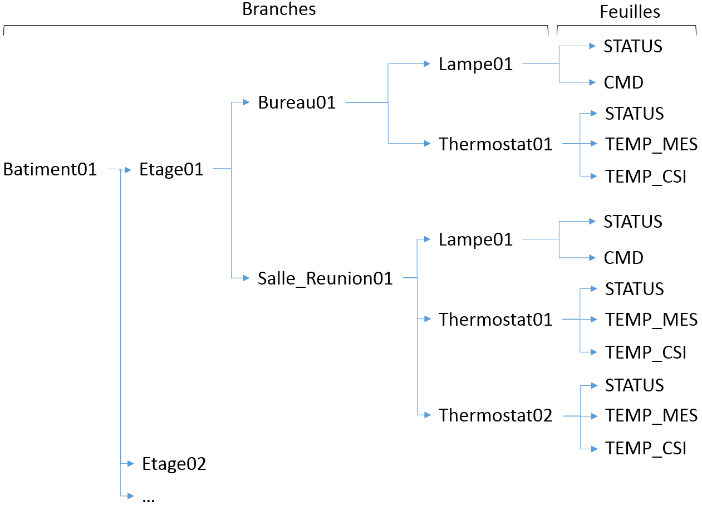 Branches
Feuilles
Batiment01
Etage01
Bureau01
Lampe01
STATUS
CMD
Thermostat01
STATUS
TEMP_MES
TEMP_CSI
Salle_Reunion01
Lampe01
STATUS
CMD
Thermostat01
STATUS
TEMP_MES
TEMP_CSI
Thermostat02
STATUS
TEMP_MES
TEMP_CSI
Etage02
...